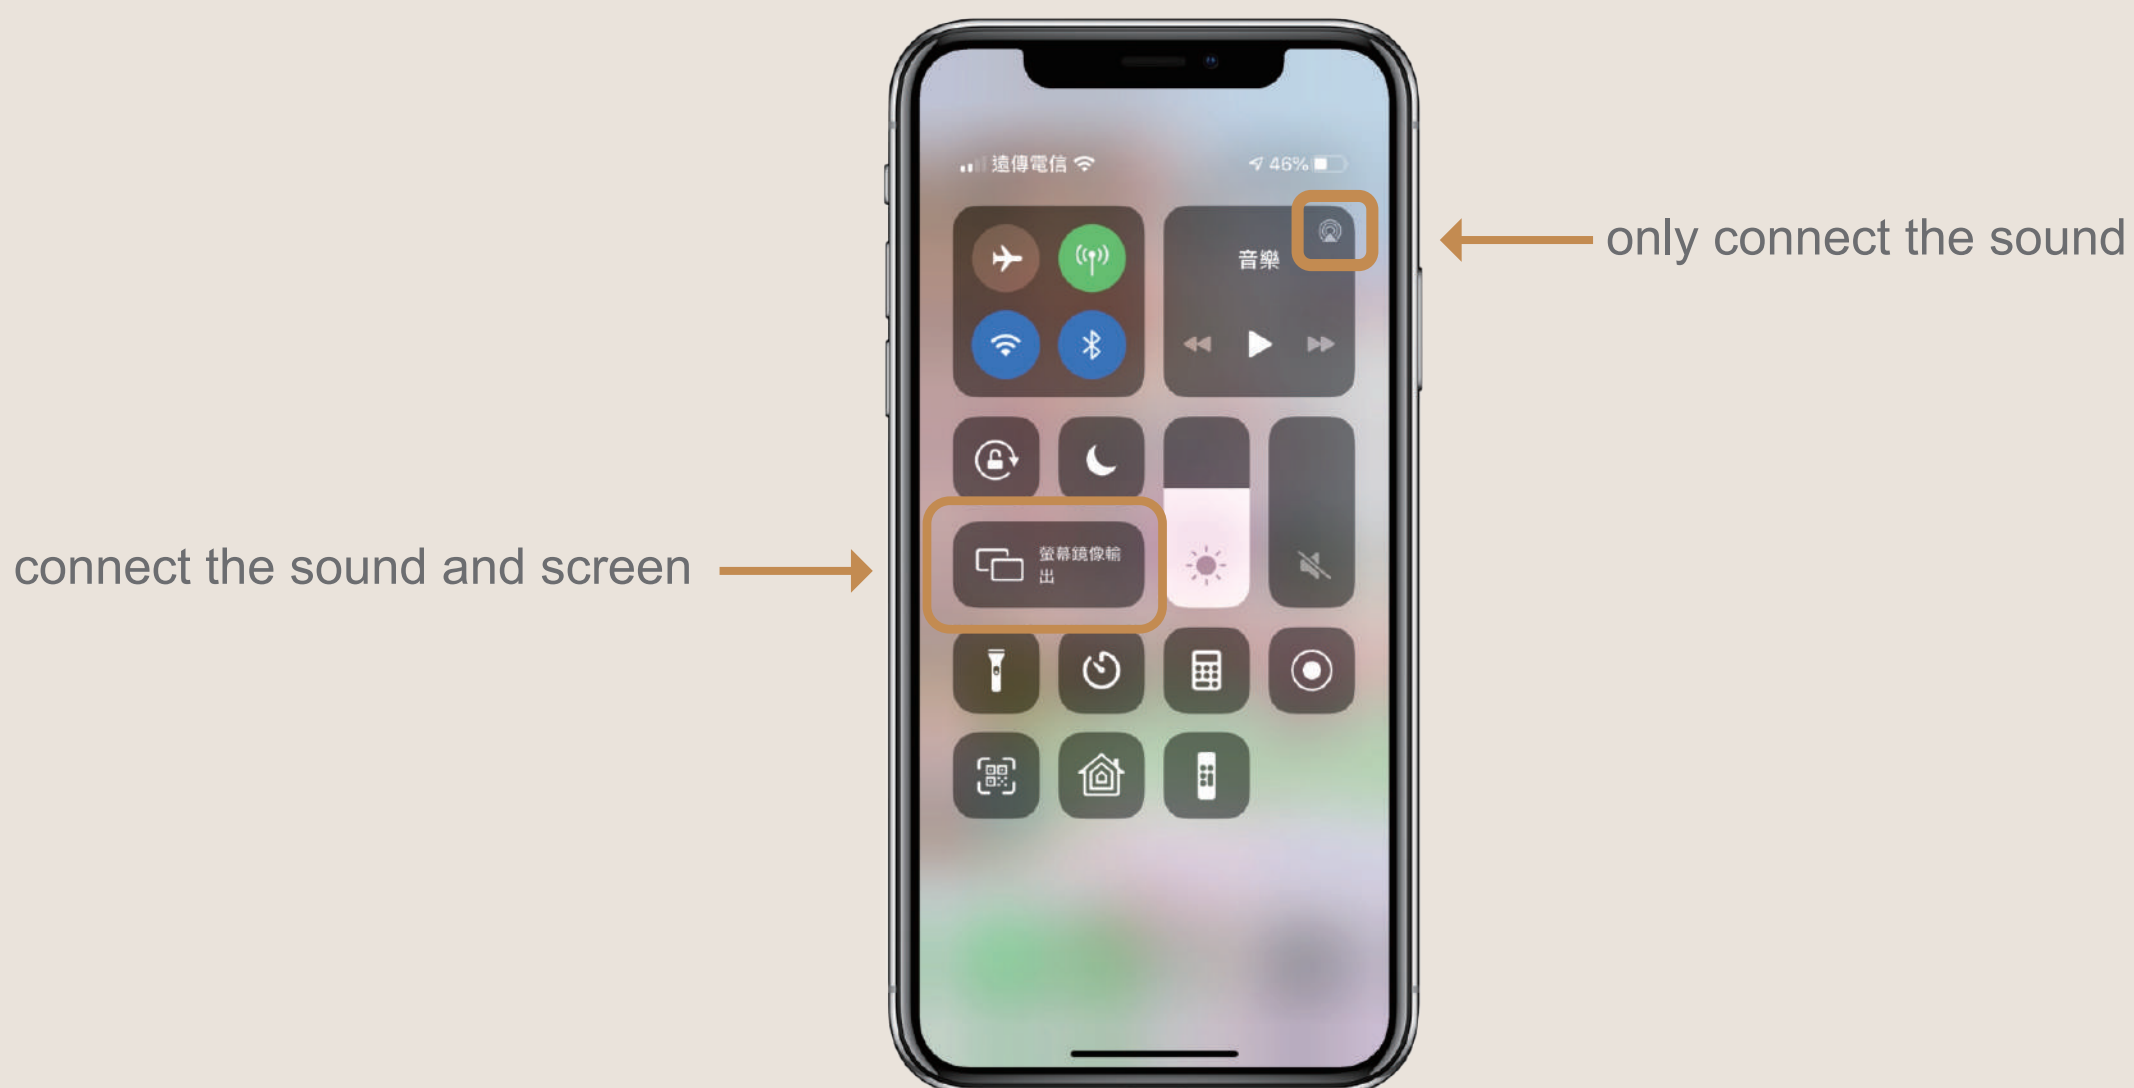 遠傳電信
46%
音樂
only connect the sound
connect the sound and screen
螢幕鏡像輸
出